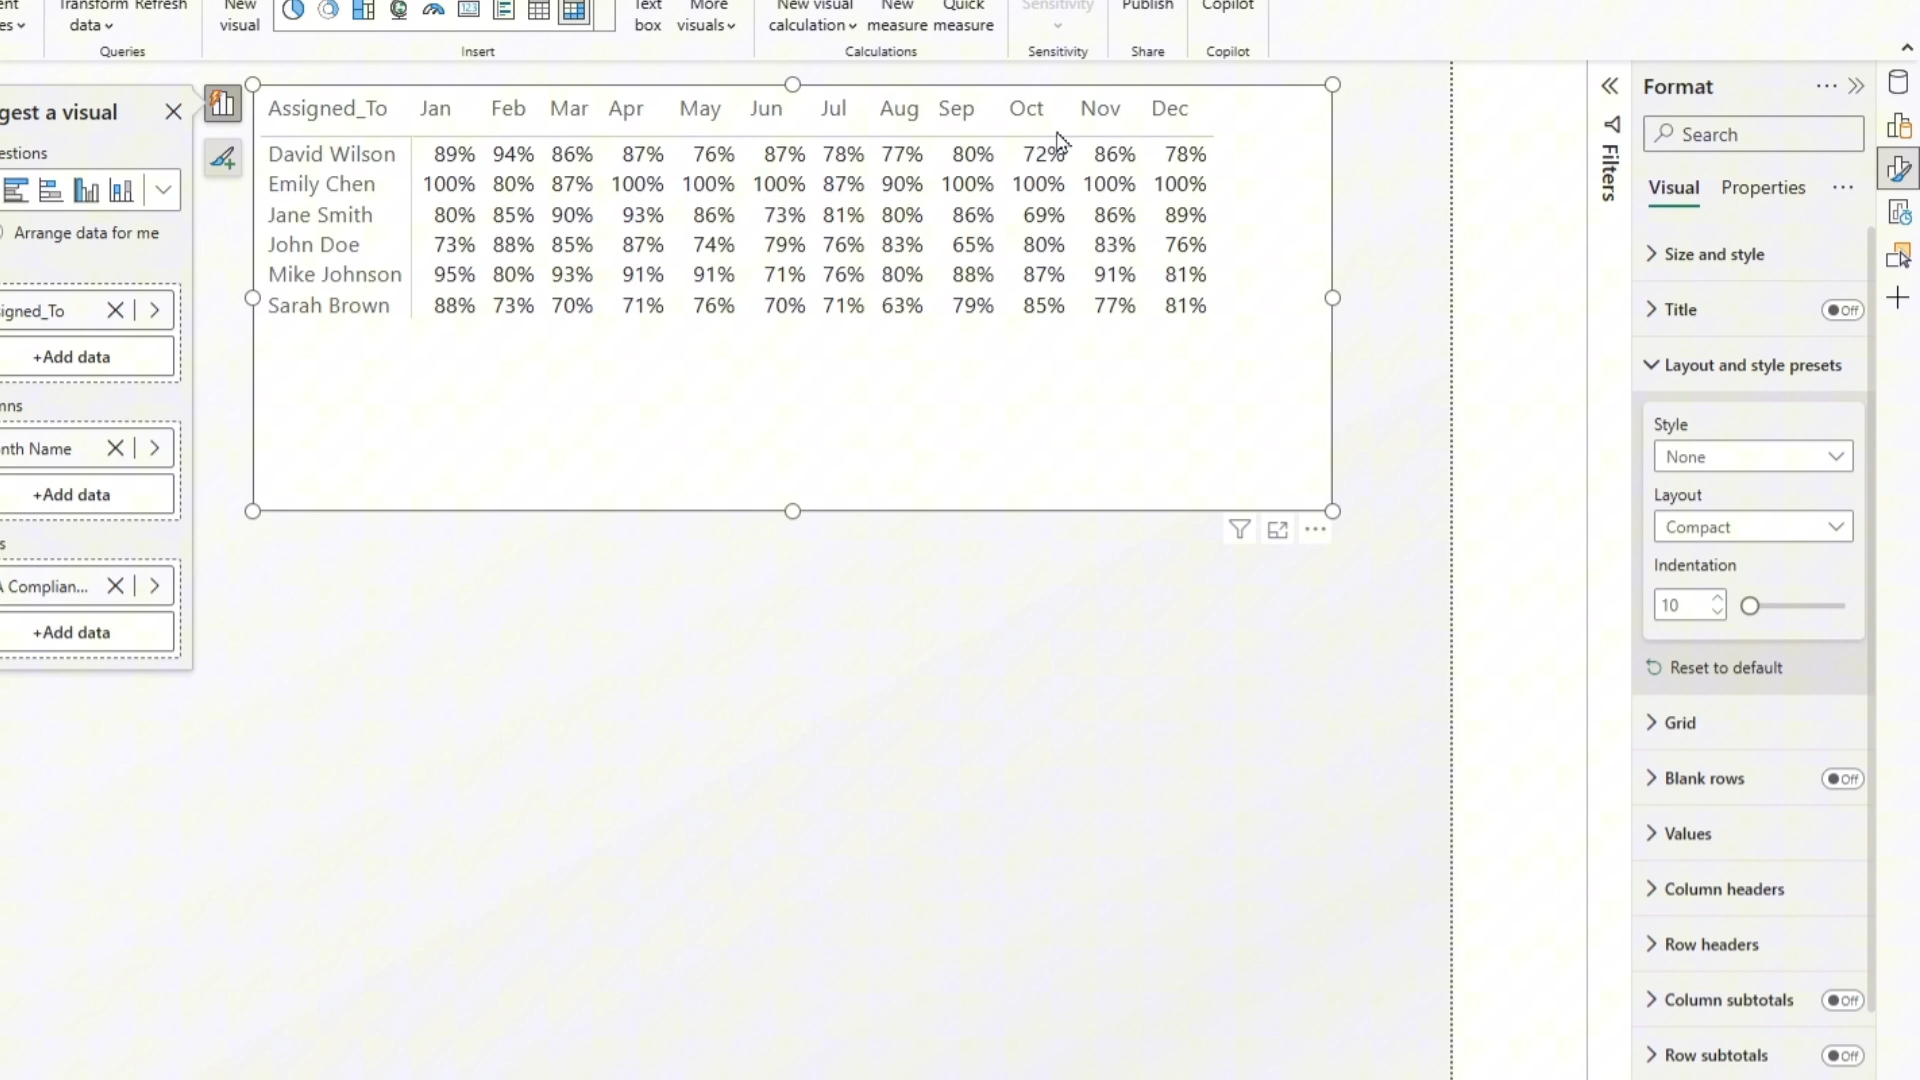 Transform Refresh
data
Queries
New
visual
Insert
Text
box
More
visuals
New visual
calculation
New
measure
Quick
measure
Calculations
Sensitivity
Sensitivity
Publish
Share
Copilot
Copilot
gest a visual
estions
Arrange data for me
igned_To
+Add data
mns
nth Name
+Add data
s
A Complian...
+Add data
Assigned_To Jan Feb Mar Apr May Jun Jul Aug Sep Oct Nov Dec
David Wilson 89% 94% 86% 87% 76% 87% 78% 77% 80% 72% 86% 78%
Emily Chen 100% 80% 87% 100% 100% 100% 87% 90% 100% 100% 100% 100%
Jane Smith 80% 85% 90% 93% 86% 73% 81% 80% 86% 69% 86% 89%
John Doe 73% 88% 85% 87% 74% 79% 76% 83% 65% 80% 83% 76%
Mike Johnson 95% 80% 93% 91% 91% 71% 76% 80% 88% 87% 91% 81%
Sarah Brown 88% 73% 70% 71% 76% 70% 71% 63% 79% 85% 77% 81%
Filters
Format
Search
Visual Properties
Size and style
Title Off
Layout and style presets
Style
None
Layout
Compact
Indentation
10
Reset to default
Grid
Blank rows Off
Values
Column headers
Row headers
Column subtotals Off
Row subtotals Off